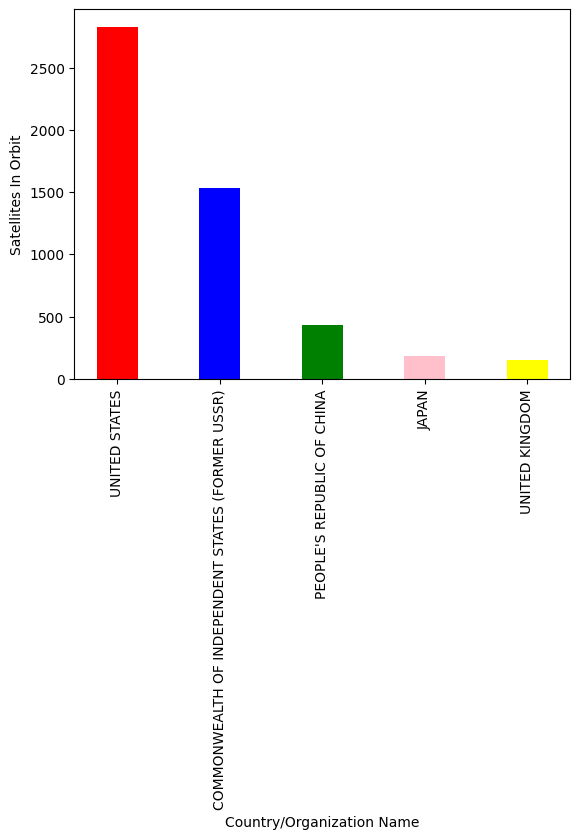 Satellites In Orbit
2500
2000
1500
1000
500
0
UNITED STATES
COMMONWEALTH OF INDEPENDENT STATES (FORMER USSR)
PEOPLE'S REPUBLIC OF CHINA
JAPAN
UNITED KINGDOM
Country/Organization Name